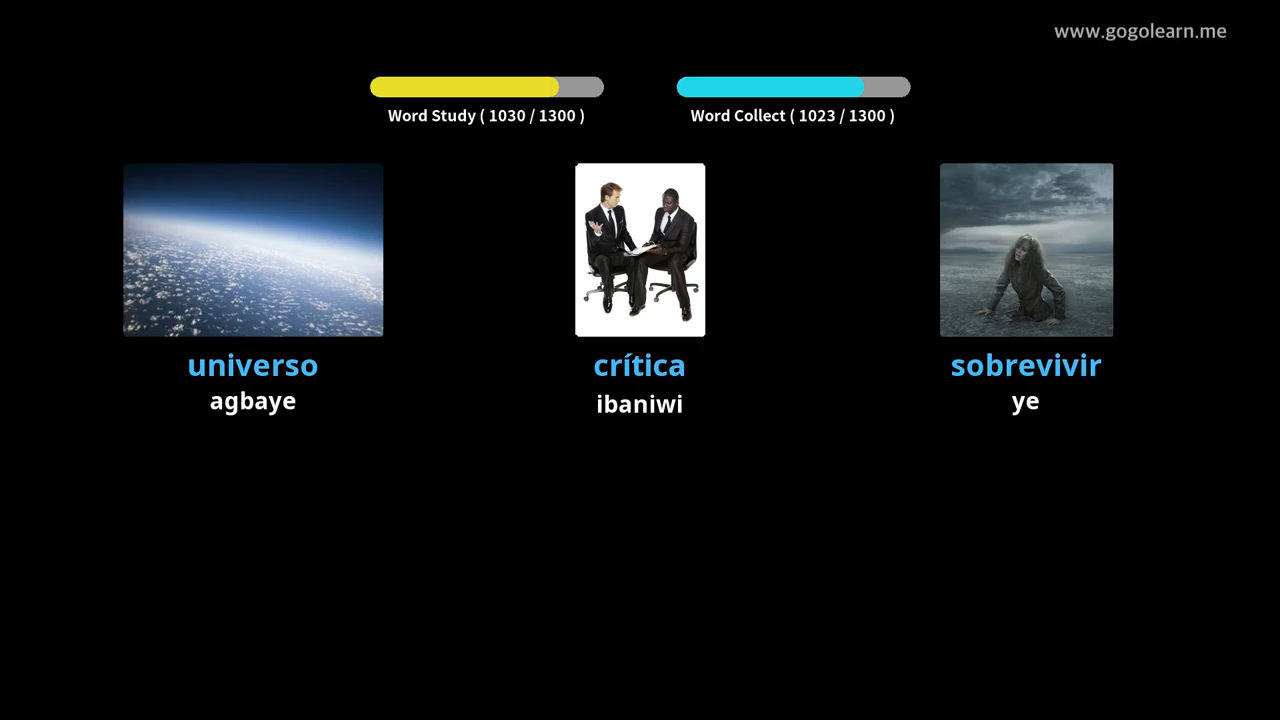 www.gogolearn.me
Word Study ( 1030 / 1300 )
Word Collect ( 1023 / 1300 )
universo
agbaye
crítica
ibaniwi
sobrevivir
ye